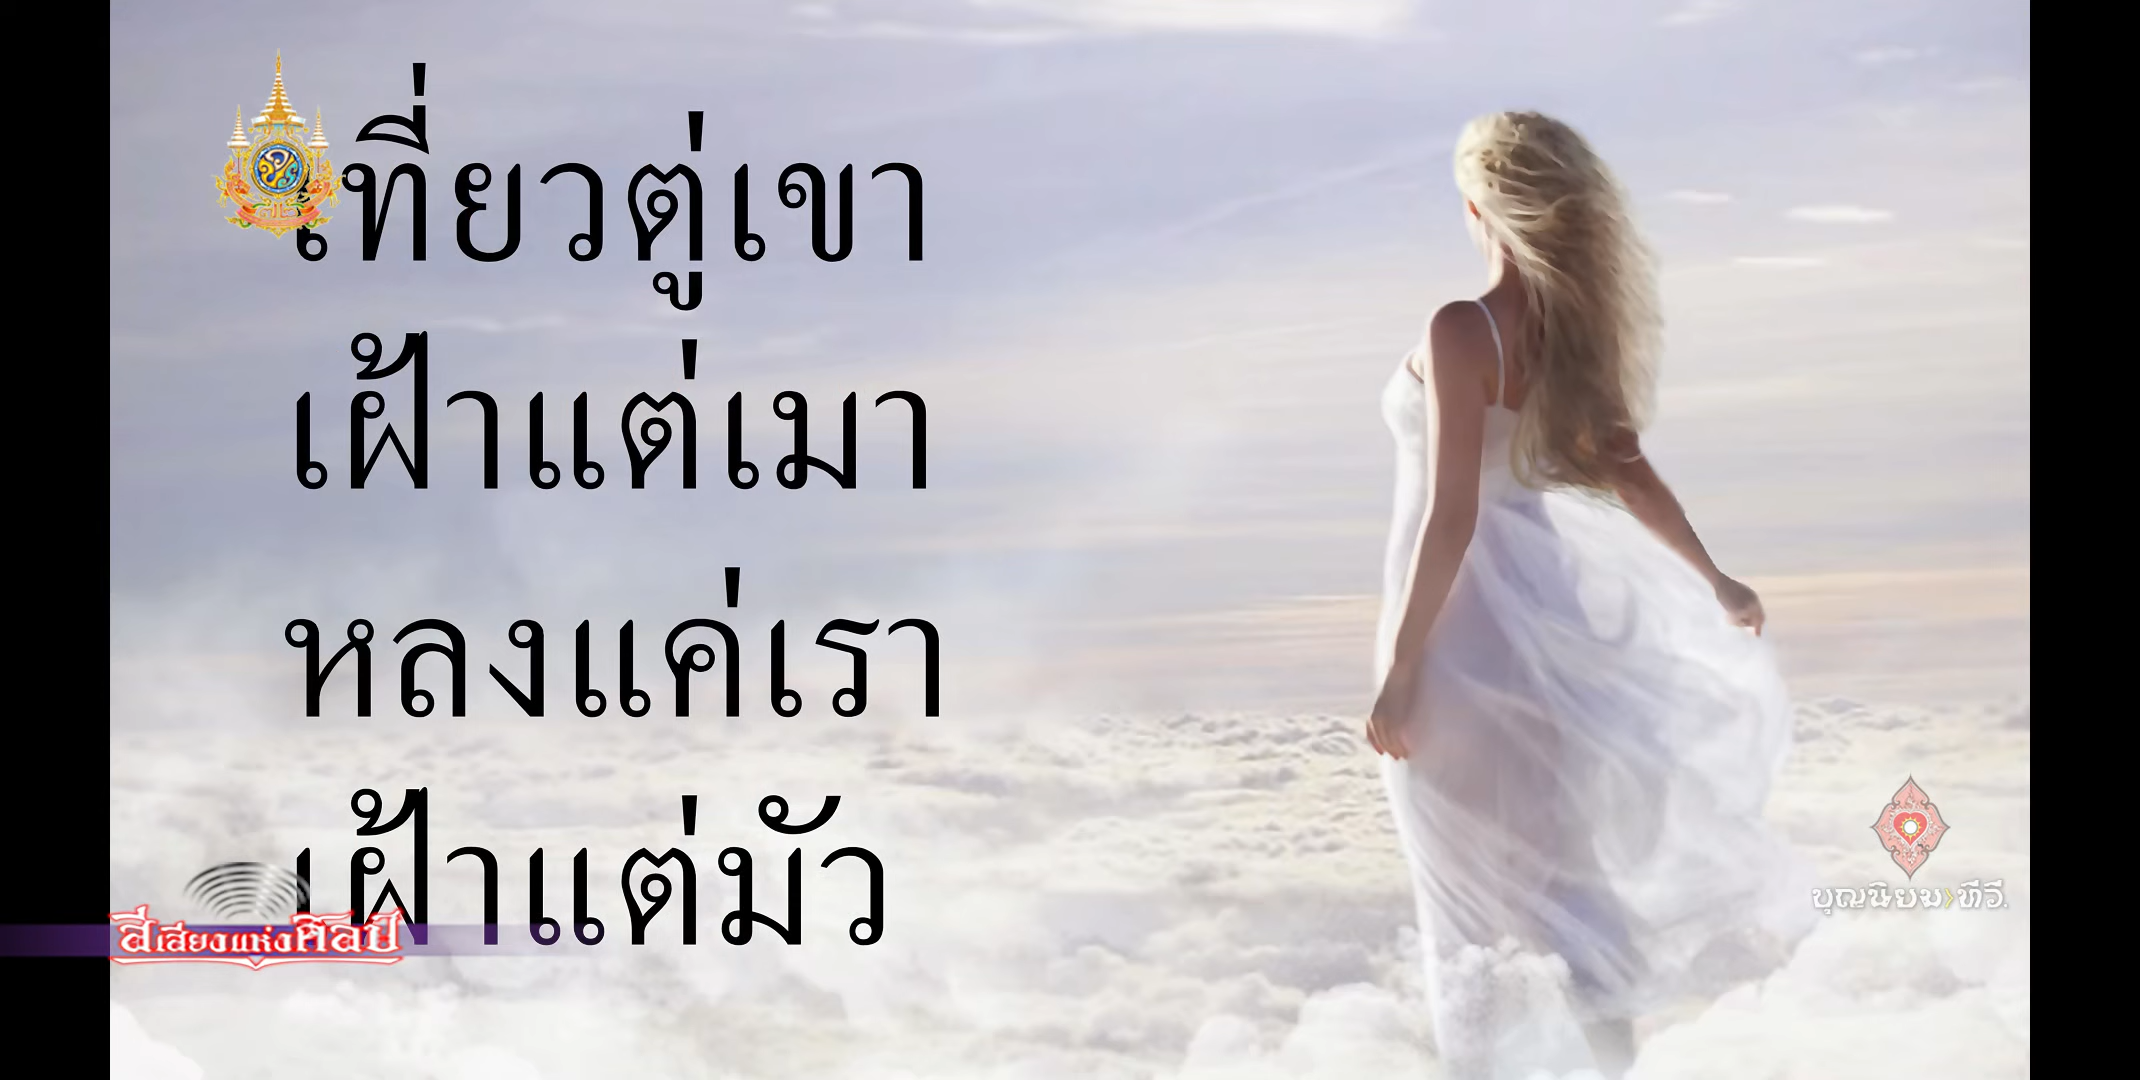 เที่ยวตู่เขา
เฝ้าแต่เมา
หลงแค่เรา
เฝ้าแต่มัว
สีเสียงแห่งศิลป์
บุญนิยมทีวี